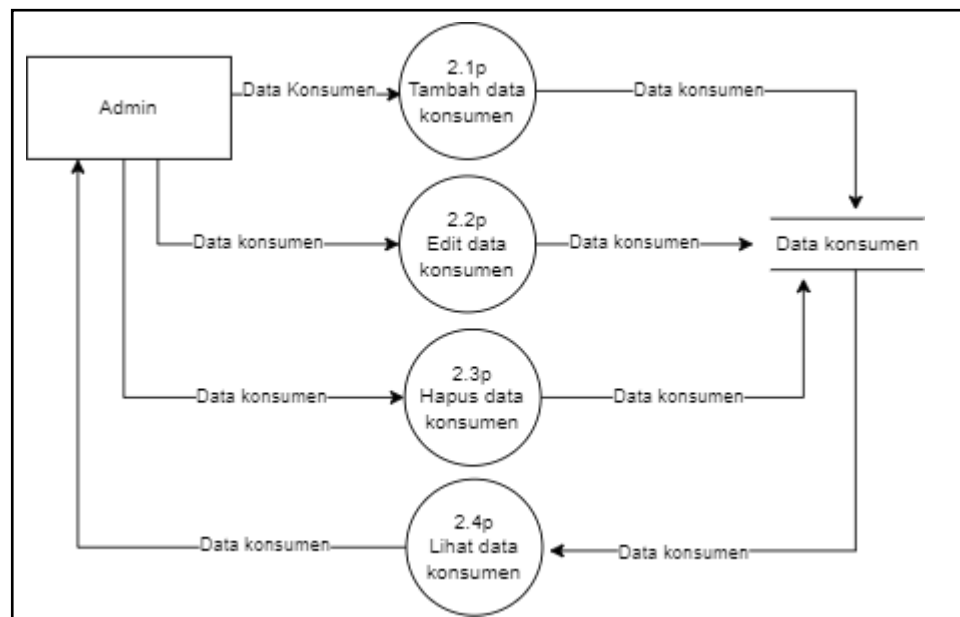 Admin
Data Konsumen
2.1p
Tambah data
konsumen
Data konsumen
Data konsumen
2.2p
Edit data
konsumen
Data konsumen
Data konsumen
Data konsumen
2.3p
Hapus data
konsumen
Data konsumen
Data konsumen
2.4p
Lihat data
konsumen
Data konsumen